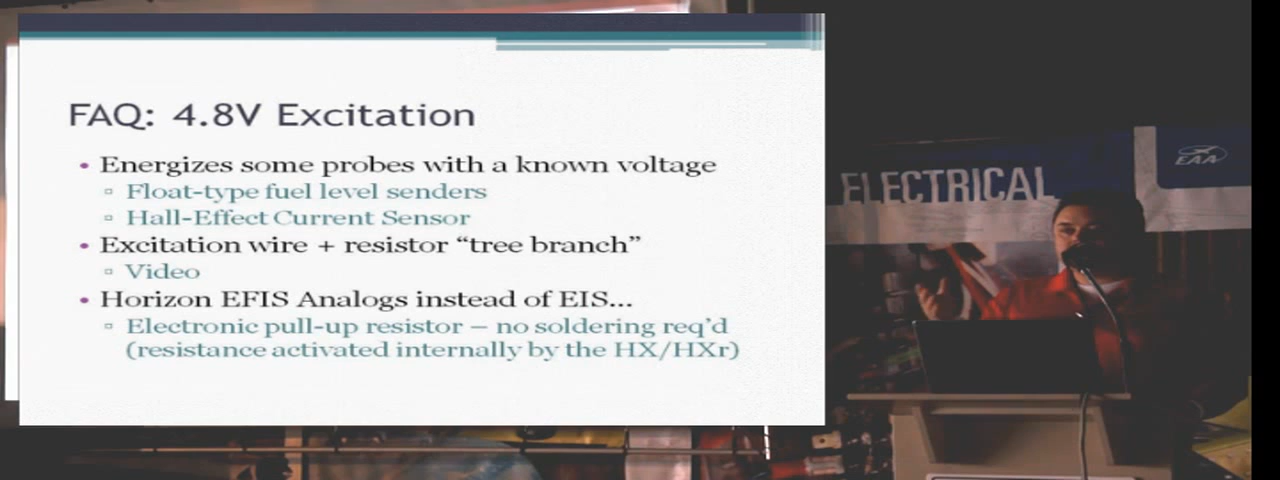 FAQ: 4.8V Excitation
• Energizes some probes with a known voltage
▫ Float-type fuel level senders
▫ Hall-Effect Current Sensor
• Excitation wire + resistor “tree branch”
▫ Video
• Horizon EFIS Analogs instead of EIS...
▫ Electronic pull-up resistor – no soldering req’d
(resistance activated internally by the HX/HXr)
ELECTRICAL
EAA